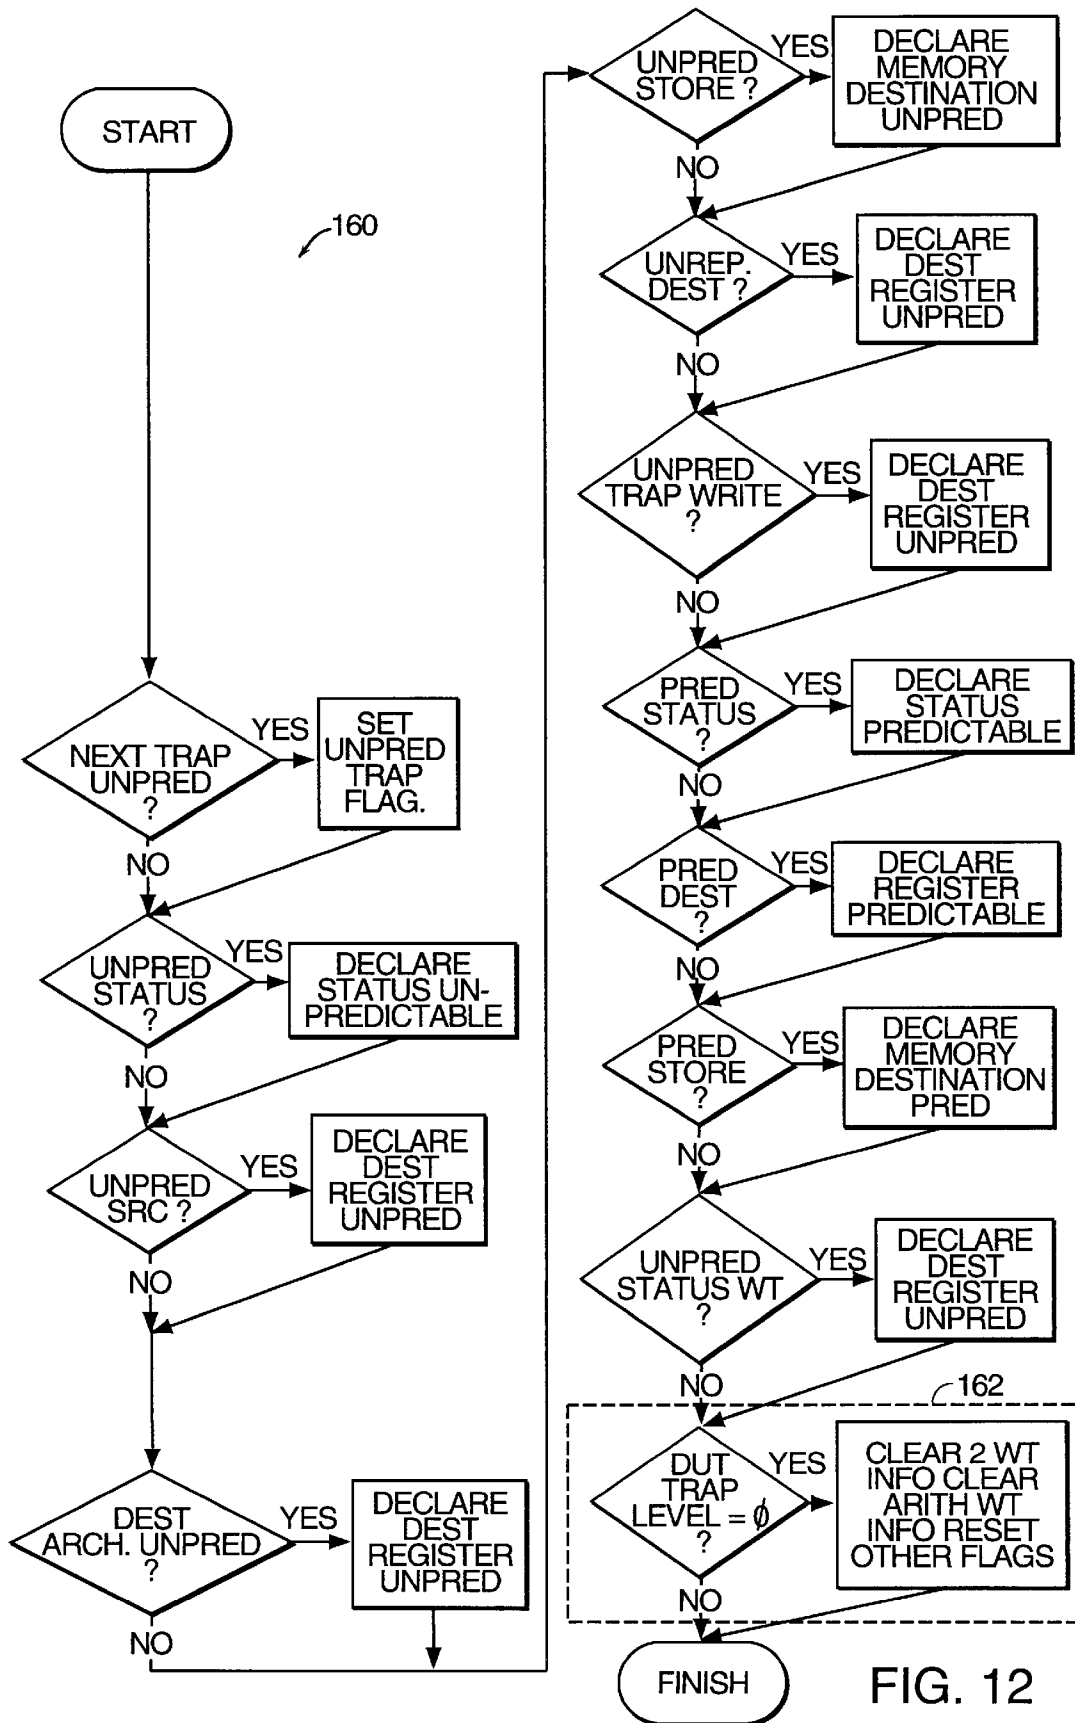 START
160
NEXT TRAP
UNPRED
?
YES
SET
UNPRED
TRAP
FLAG.
NO
UNPRED
STATUS
?
YES
DECLARE
STATUS UN-
PREDICTABLE
NO
UNPRED
SRC ?
YES
DECLARE
DEST
REGISTER
UNPRED
NO
DEST
ARCH. UNPRED
?
YES
DECLARE
DEST
REGISTER
UNPRED
NO
UNPRED
STORE ?
YES
DECLARE
MEMORY
DESTINATION
UNPRED
NO
UNREP.
DEST ?
YES
DECLARE
DEST
REGISTER
UNPRED
NO
UNPRED
TRAP WRITE
?
YES
DECLARE
DEST
REGISTER
UNPRED
NO
PRED
STATUS
?
YES
DECLARE
STATUS
PREDICTABLE
NO
PRED
DEST
?
YES
DECLARE
REGISTER
PREDICTABLE
NO
PRED
STORE
?
YES
DECLARE
MEMORY
DESTINATION
PRED
NO
UNPRED
STATUS WT
?
YES
DECLARE
DEST
REGISTER
UNPRED
NO
162
DUT
TRAP
LEVEL = ϕ
?
YES
CLEAR 2 WT
INFO CLEAR
ARITH WT
INFO RESET
OTHER FLAGS
NO
FINISH
FIG. 12